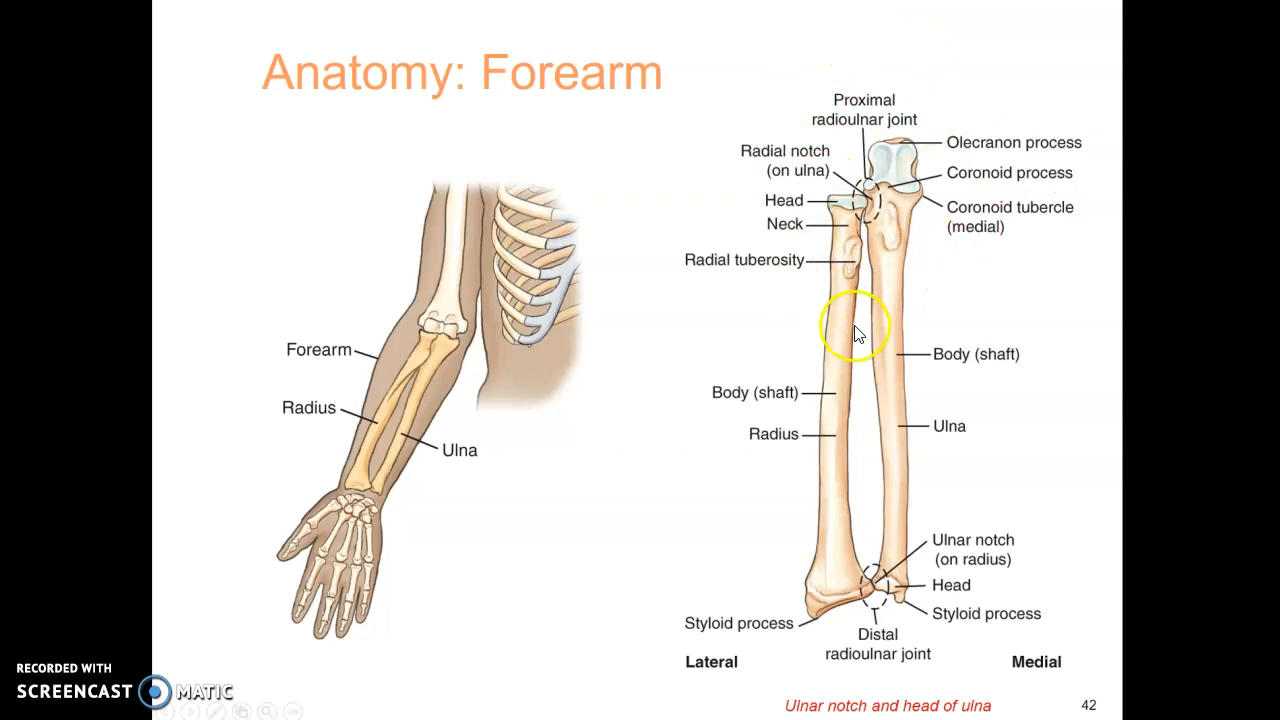 Anatomy: Forearm
Forearm
Radius
Ulna
Proximal
radioulnar joint
Radial notch
(on ulna)
Head
Neck
Radial tuberosity
Olecranon process
Coronoid process
Coronoid tubercle
(medial)
Body (shaft)
Body (shaft)
Radius
Ulna
Ulnar notch
(on radius)
Head
Styloid process
Styloid process
Distal
radioulnar joint
Lateral
Medial
Ulnar notch and head of ulna
42
RECORDED WITH
SCREENCAST MATIC